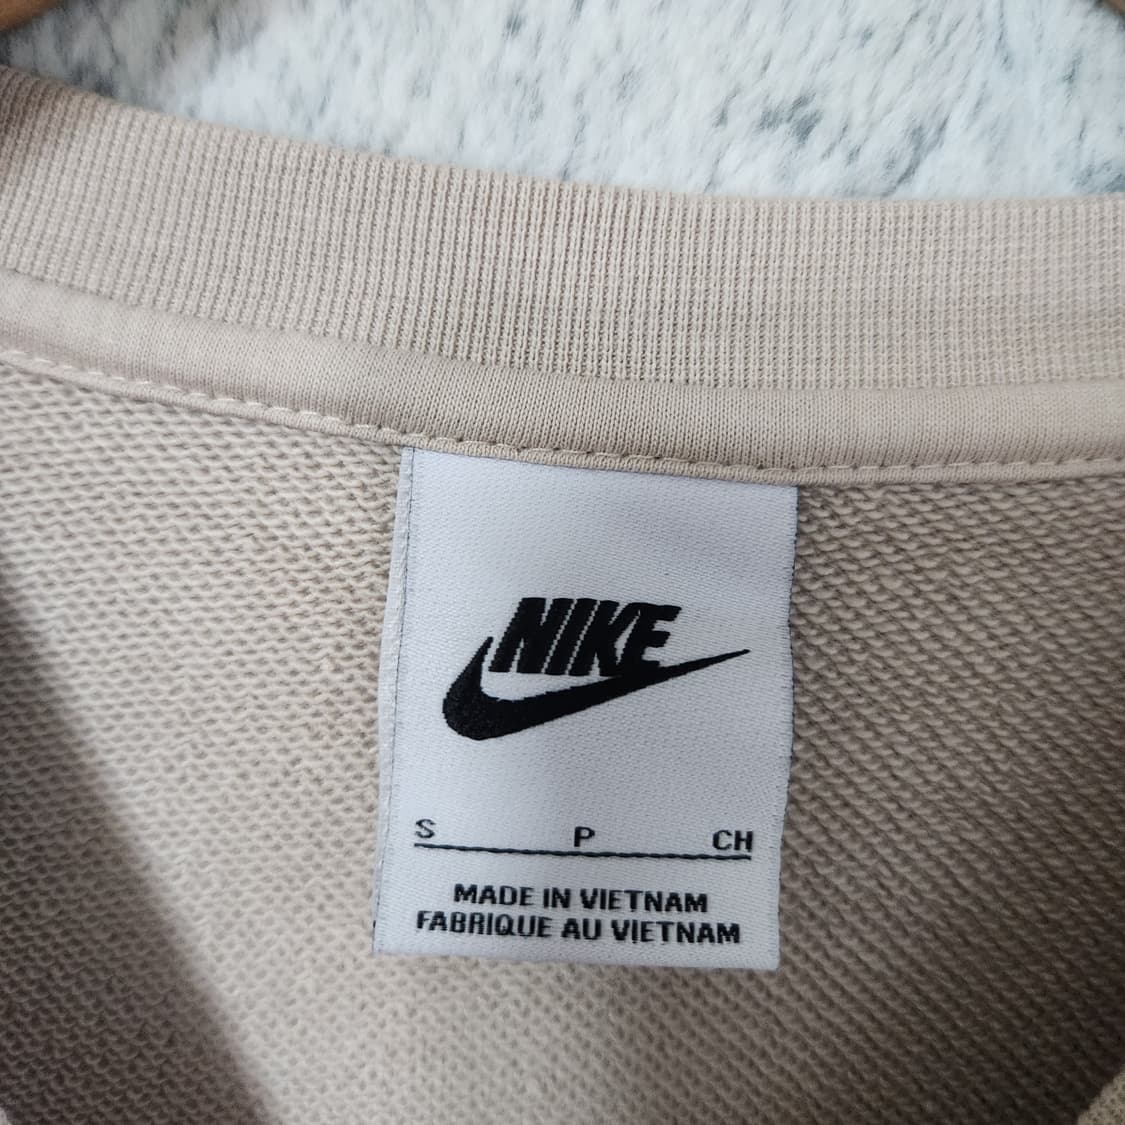 NIKE
S P CH
MADE IN VIETNAM
FABRIQUE AU VIETNAM